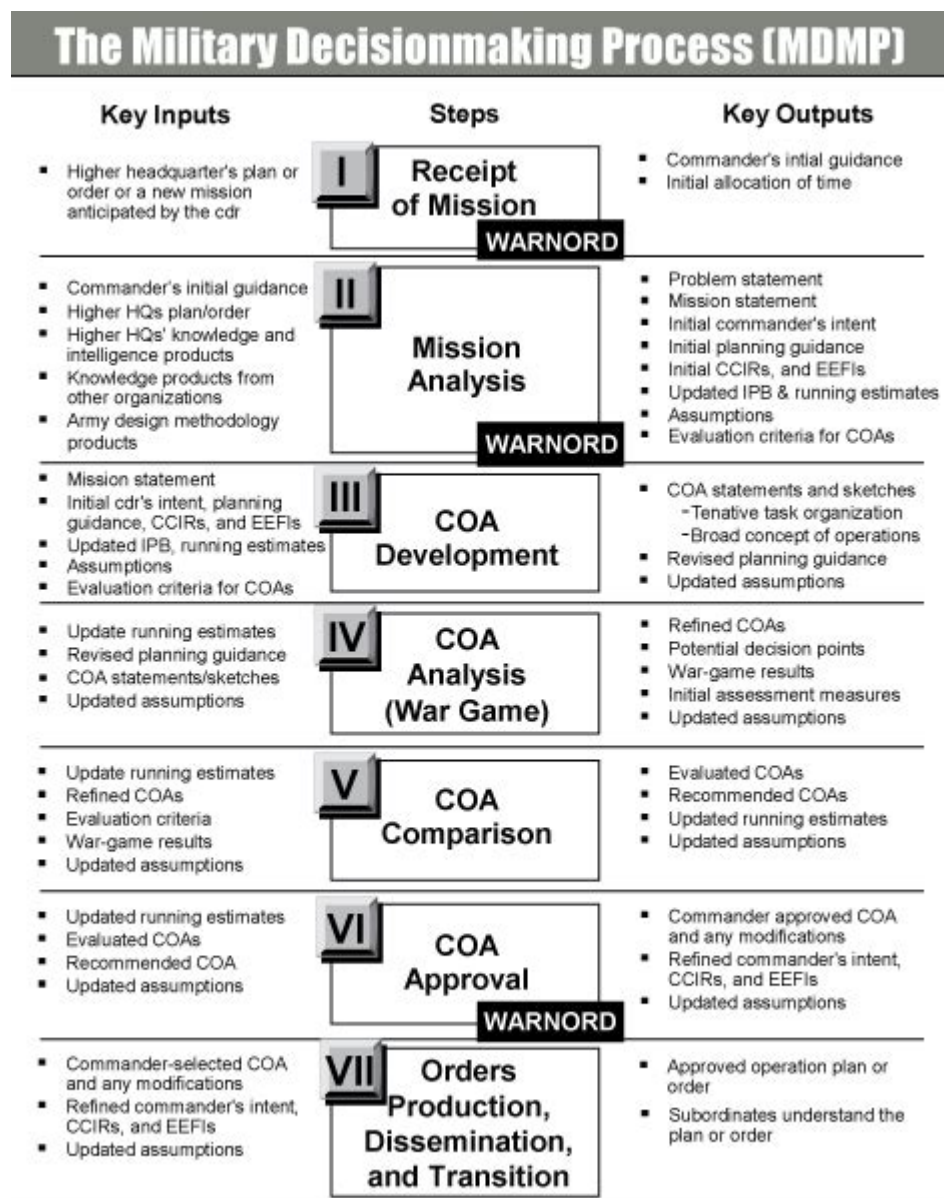 The Military Decisionmaking Process (MDMP)
Key Inputs
Steps
Key Outputs
▪ Higher headquarter's plan or
order or a new mission
anticipated by the cdr
I
Receipt
of Mission
WARNORD
▪ Commander's intial guidance
▪ Initial allocation of time
▪ Commander's initial guidance
▪ Higher HQs plan/order
▪ Higher HQs' knowledge and
intelligence products
▪ Knowledge products from
other organizations
▪ Army design methodology
products
II
Mission
Analysis
WARNORD
▪ Problem statement
▪ Mission statement
▪ Initial commander's intent
▪ Initial planning guidance
▪ Initial CCIRs, and EEFIs
▪ Updated IPB & running estimates
▪ Assumptions
▪ Evaluation criteria for COAs
▪ Mission statement
▪ Initial cdr's intent, planning
guidance, CCIRs, and EEFIs
▪ Updated IPB, running estimates
▪ Assumptions
▪ Evaluation criteria for COAs
III
COA
Development
▪ COA statements and sketches
-Tenative task organization
-Broad concept of operations
▪ Revised planning guidance
▪ Updated assumptions
▪ Update running estimates
▪ Revised planning guidance
▪ COA statements/sketches
▪ Updated assumptions
IV
COA
Analysis
(War Game)
▪ Refined COAs
▪ Potential decision points
▪ War-game results
▪ Initial assessment measures
▪ Updated assumptions
▪ Update running estimates
▪ Refined COAs
▪ Evaluation criteria
▪ War-game results
▪ Updated assumptions
V
COA
Comparison
▪ Evaluated COAs
▪ Recommended COAs
▪ Updated running estimates
▪ Updated assumptions
▪ Updated running estimates
▪ Evaluated COAs
▪ Recommended COA
▪ Updated assumptions
VI
COA
Approval
WARNORD
▪ Commander approved COA
and any modifications
▪ Refined commander's intent,
CCIRs, and EEFIs
▪ Updated assumptions
▪ Commander-selected COA
and any modifications
▪ Refined commander's intent,
CCIRs, and EEFIs
▪ Updated assumptions
VII
Orders
Production,
Dissemination,
and Transition
▪ Approved operation plan or
order
▪ Subordinates understand the
plan or order